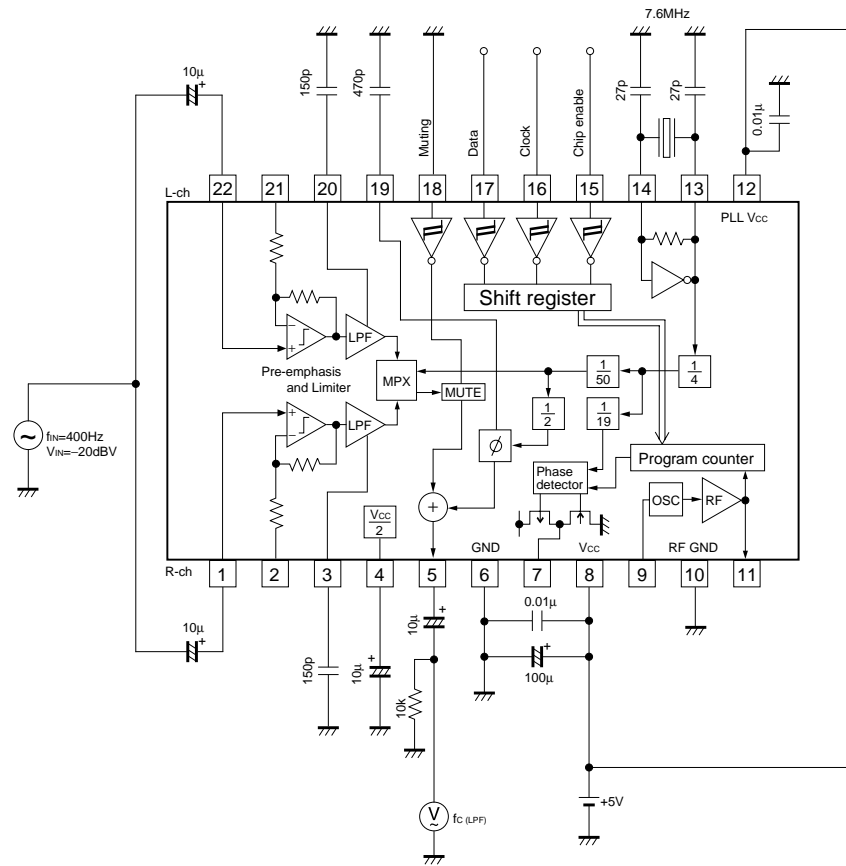 7.6MHz
10µ
+
150p
470p
Muting
Data
Clock
Chip enable
27p
27p
0.01µ
L-ch
22
21
20
19
18
17
16
15
14
13
12
PLL VCC
Shift register
−
+
LPF
Pre-emphasis
and Limiter
MPX
MUTE
1/50
1/4
1/2
1/19
fIN=400Hz
VIN=−20dBV
+
−
LPF
ϕ
Phase
detector
Program counter
VCC/2
+
OSC
RF
GND
VCC
RF GND
R-ch
1
2
3
4
5
6
7
8
9
10
11
10µ
+
150p
10µ
+
10µ
+
10k
0.01µ
+
100µ
V
fC (LPF)
+5V